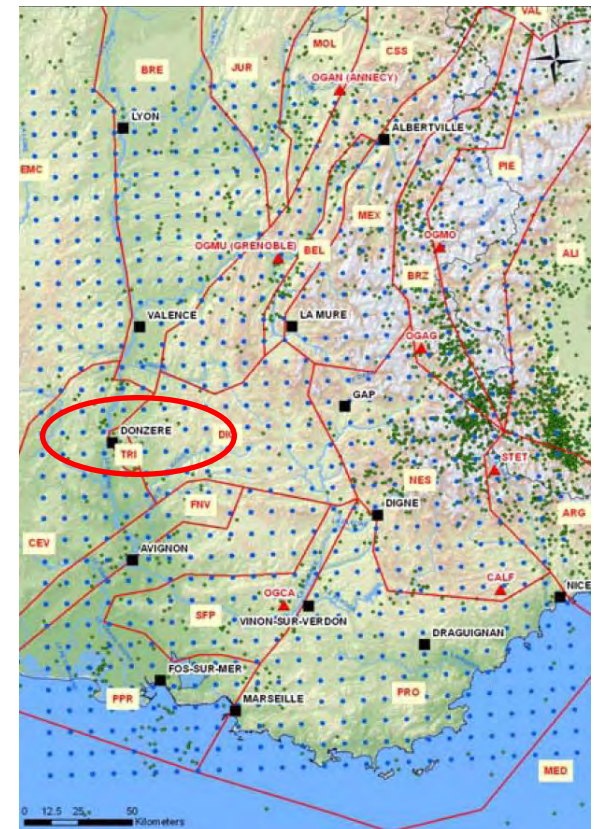 VAL
MOL
CSS
BRE
JUR
OGAN (ANNECY)
LYON
ALBERTVILLE
EMC
PIE
MEX
OGMU (GRENOBLE)
BEL
OGMO
ALI
BRZ
VALENCE
LA MURE
OGAG
GAP
DONZERE
TRI
STET
NES
FNV
DIGNE
ARG
CEV
AVIGNON
CALF
NICE
OGCA
SFP
VINON-SUR-VERDON
DRAGUIGNAN
FOS-SUR-MER
PPR
PRO
MARSEILLE
MED
0 12.5 25 50
Kilometers